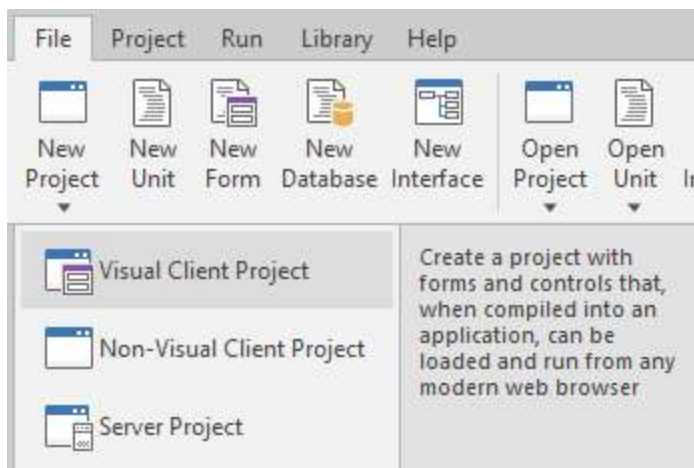 File Project Run Library Help
New New New New New Open Open
Project Unit Form Database Interface Project Unit
Visual Client Project
Non-Visual Client Project
Server Project
Create a project with
forms and controls that,
when compiled into an
application, can be
loaded and run from any
modern web browser